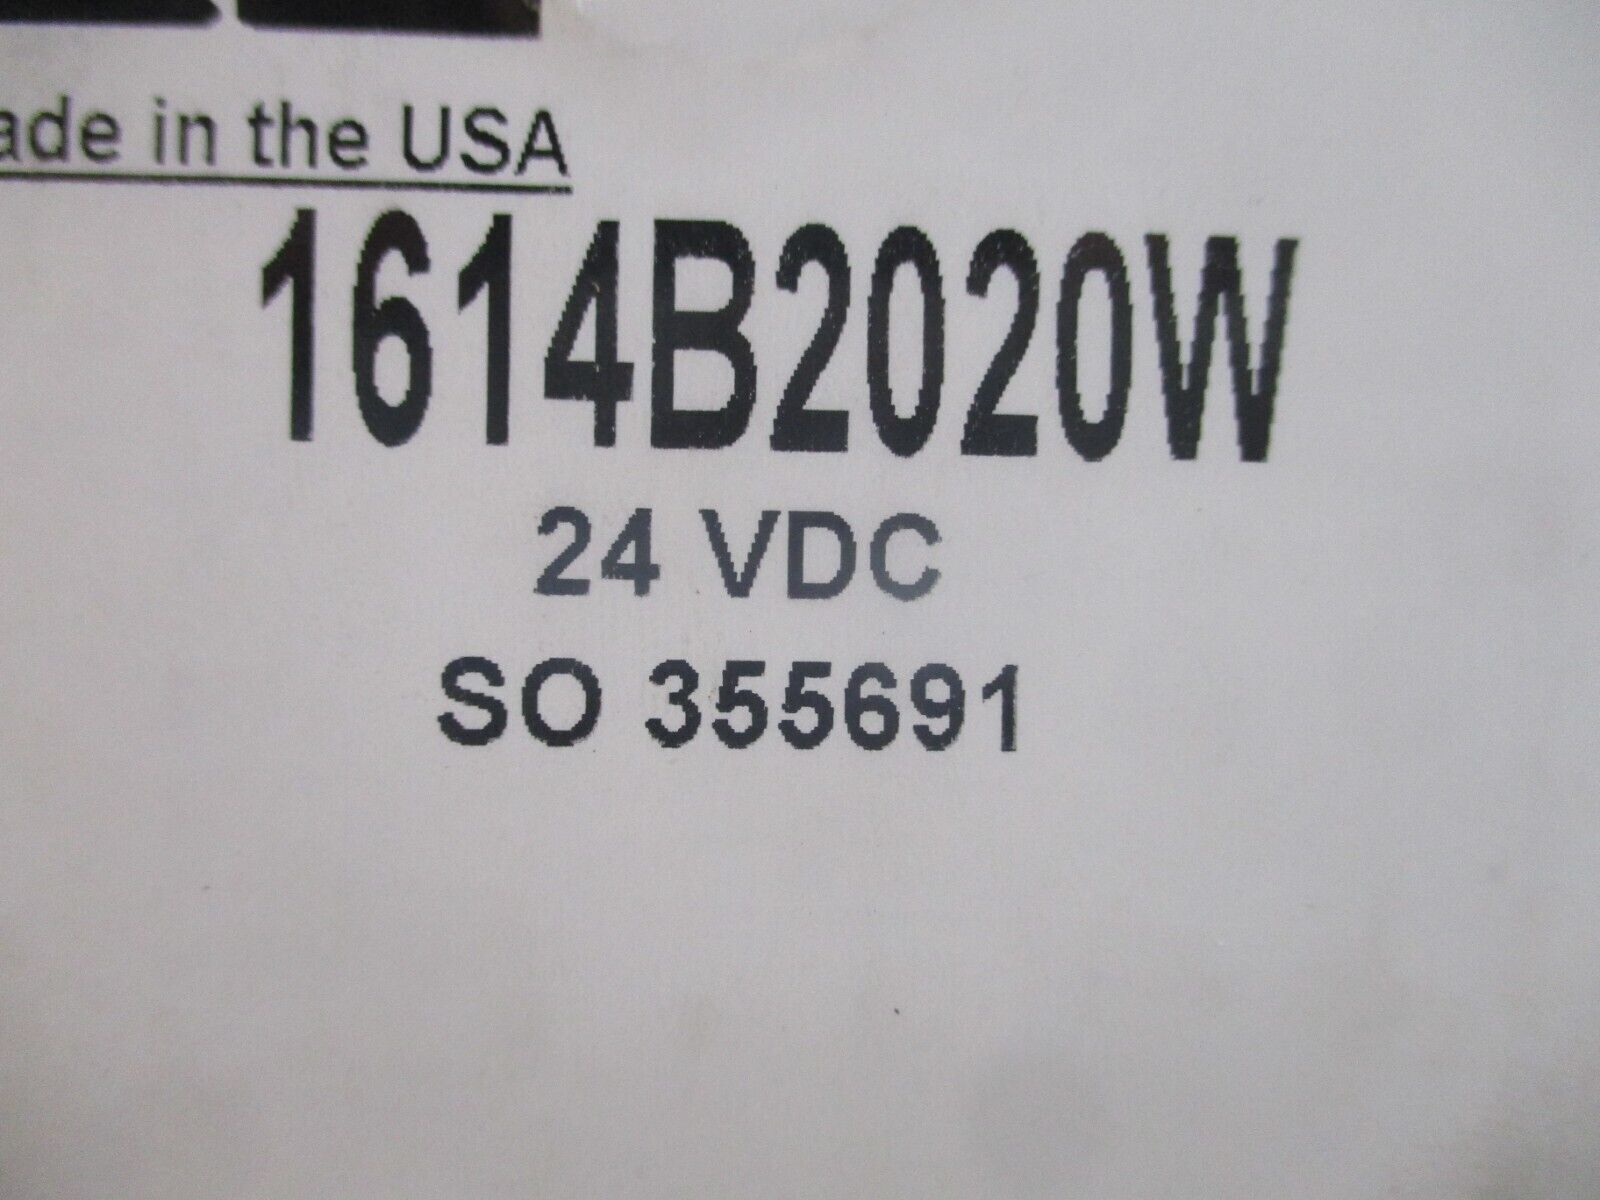 ade in the USA
1614B2020W
24 VDC
SO 355691